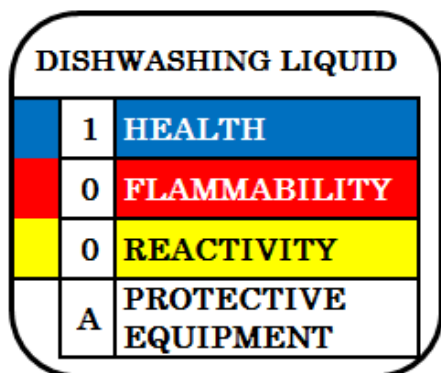 DISHWASHING LIQUID
1 HEALTH
0 FLAMMABILITY
0 REACTIVITY
A PROTECTIVE
EQUIPMENT